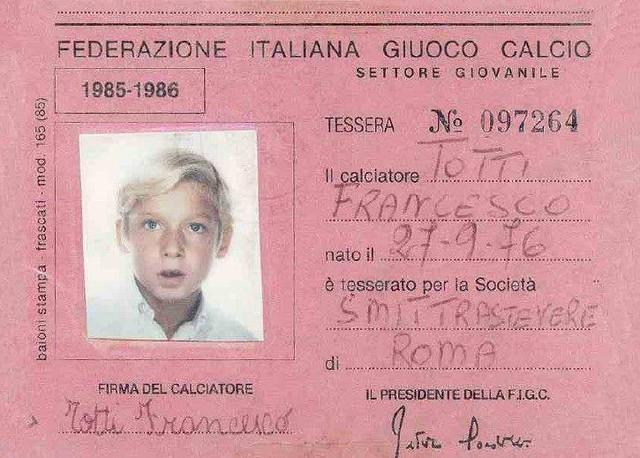 FEDERAZIONE ITALIANA GIUOCO CALCIO
SETTORE GIOVANILE
1985-1986
TESSERA № 097264
Il calciatore TOTTI
FRANCESCO
nato il 27-9-76
è tesserato per la Società
SMIT TRASTEVERE
di ROMA
FIRMA DEL CALCIATORE
Totti Francesco
IL PRESIDENTE DELLA F.I.G.C.
baioni stampa - frascati - mod. 165 (85)